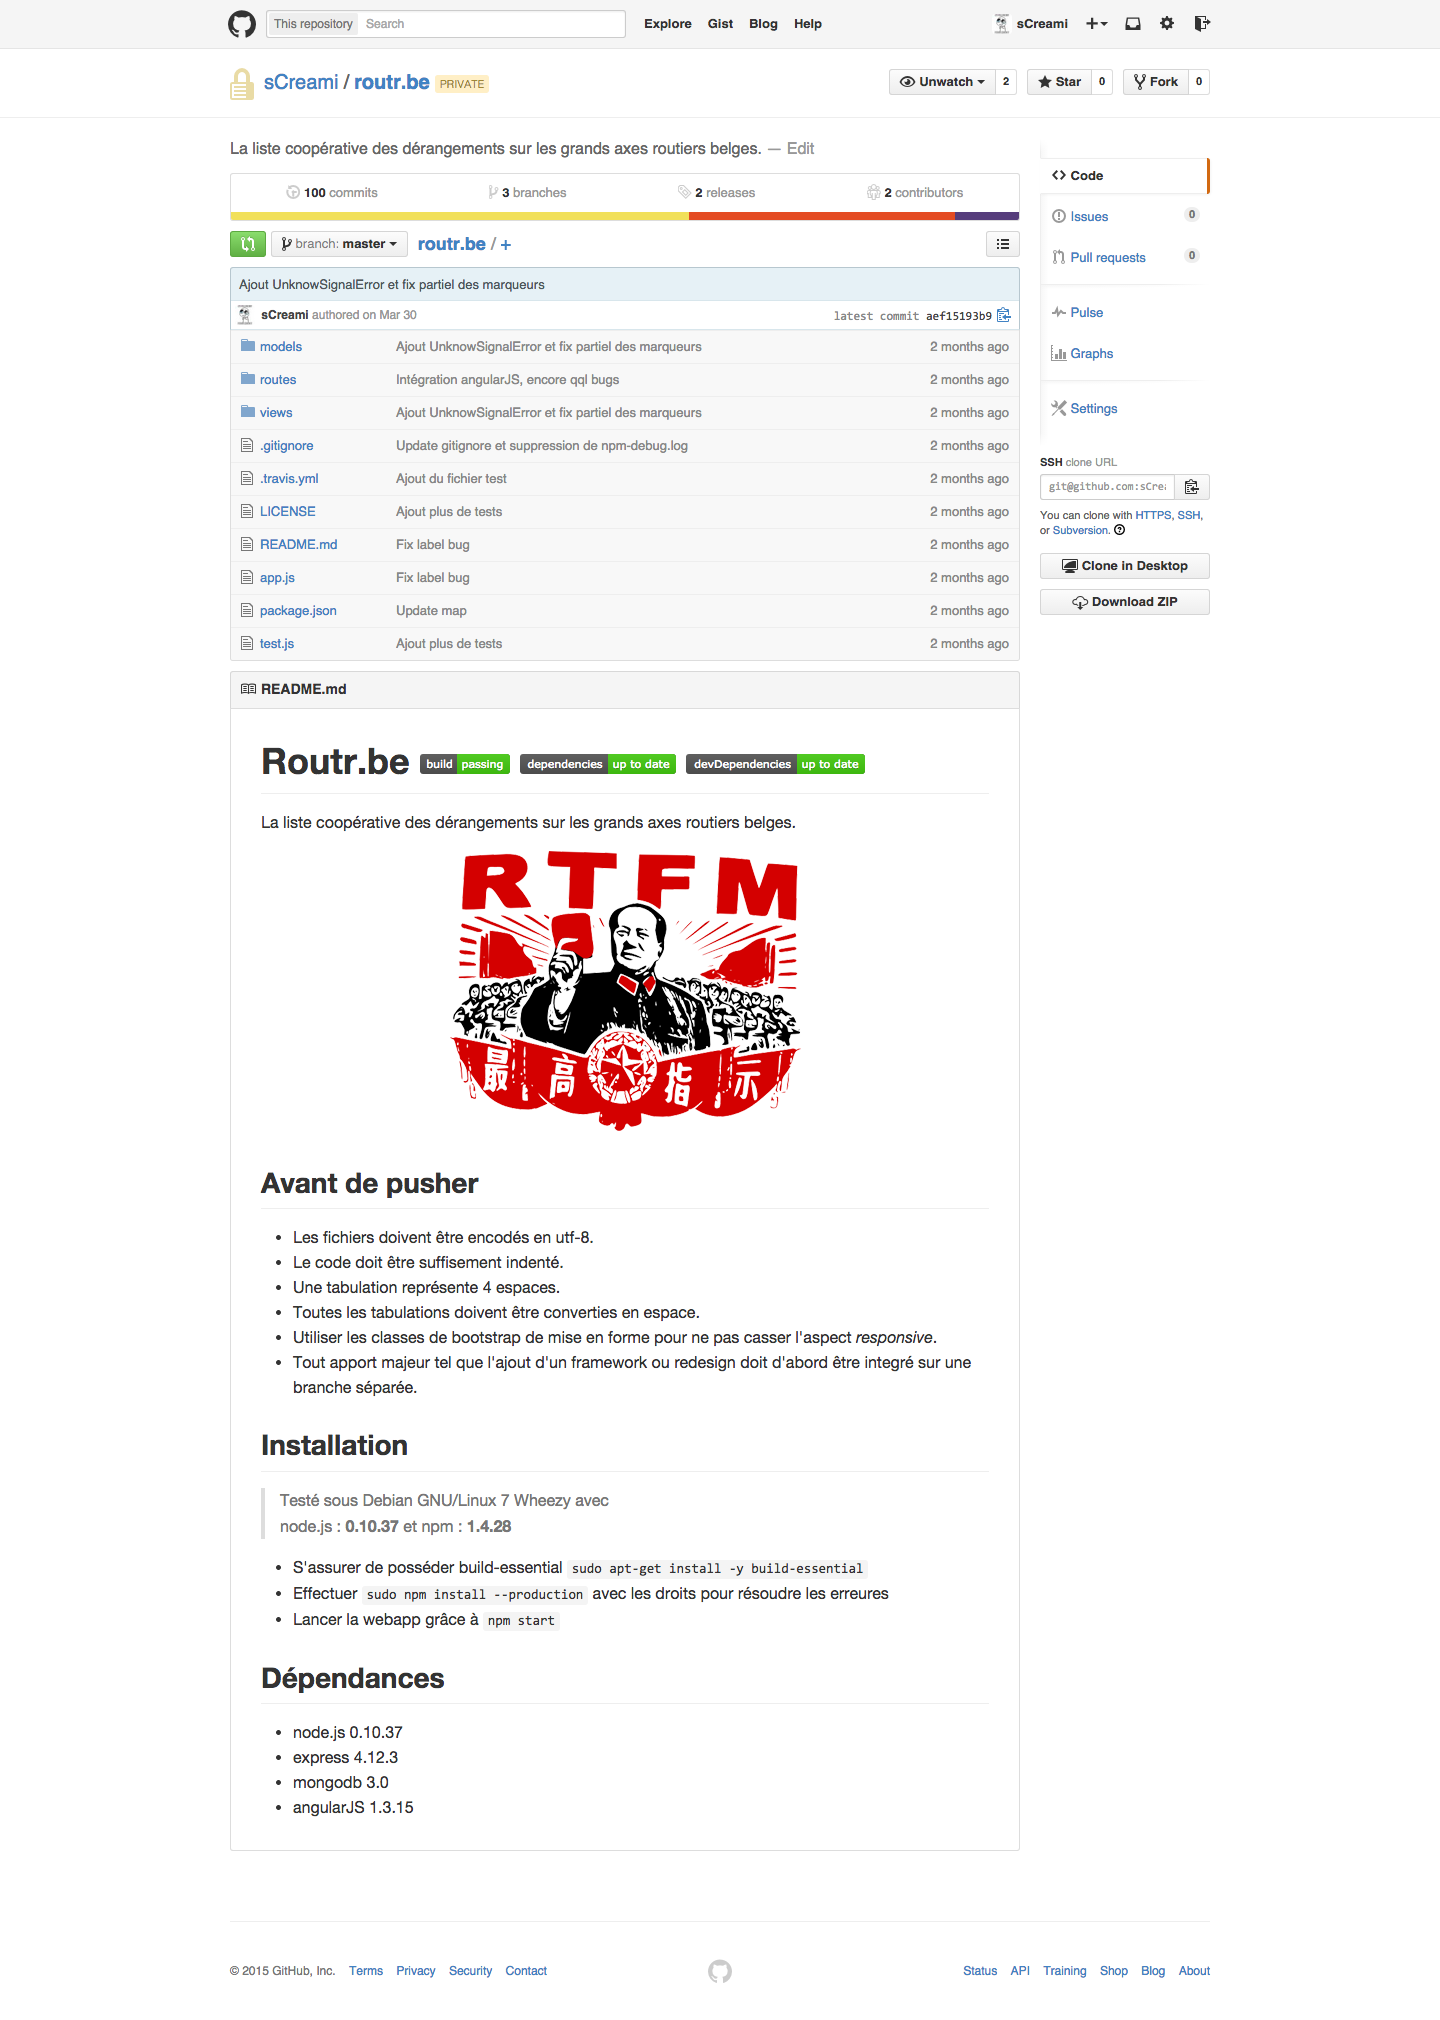 This repository Search Explore Gist Blog Help sCreami
sCreami / routr.be PRIVATE Unwatch 2 Star 0 Fork 0
La liste coopérative des dérangements sur les grands axes routiers belges. — Edit
100 commits 3 branches 2 releases 2 contributors
branch: master routr.be / +
Ajout UnknowSignalError et fix partiel des marqueurs
sCreami authored on Mar 30 latest commit aef15193b9
models Ajout UnknowSignalError et fix partiel des marqueurs 2 months ago
routes Intégration angularJS, encore qql bugs 2 months ago
views Ajout UnknowSignalError et fix partiel des marqueurs 2 months ago
.gitignore Update gitignore et suppression de npm-debug.log 2 months ago
.travis.yml Ajout du fichier test 2 months ago
LICENSE Ajout plus de tests 2 months ago
README.md Fix label bug 2 months ago
app.js Fix label bug 2 months ago
package.json Update map 2 months ago
test.js Ajout plus de tests 2 months ago
Code
Issues 0
Pull requests 0
Pulse
Graphs
Settings
SSH clone URL
git@github.com:sCrea
You can clone with HTTPS, SSH,
or Subversion.
Clone in Desktop
Download ZIP
README.md
Routr.be build passing dependencies up to date devDependencies up to date
La liste coopérative des dérangements sur les grands axes routiers belges.
RTFM
最高指示
Avant de pusher
Les fichiers doivent être encodés en utf-8.
Le code doit être suffisement indenté.
Une tabulation représente 4 espaces.
Toutes les tabulations doivent être converties en espace.
Utiliser les classes de bootstrap de mise en forme pour ne pas casser l'aspect responsive.
Tout apport majeur tel que l'ajout d'un framework ou redesign doit d'abord être integré sur une
branche séparée.
Installation
Testé sous Debian GNU/Linux 7 Wheezy avec
node.js : 0.10.37 et npm : 1.4.28
S'assurer de posséder build-essential sudo apt-get install -y build-essential
Effectuer sudo npm install --production avec les droits pour résoudre les erreures
Lancer la webapp grâce à npm start
Dépendances
node.js 0.10.37
express 4.12.3
mongodb 3.0
angularJS 1.3.15
© 2015 GitHub, Inc. Terms Privacy Security Contact Status API Training Shop Blog About